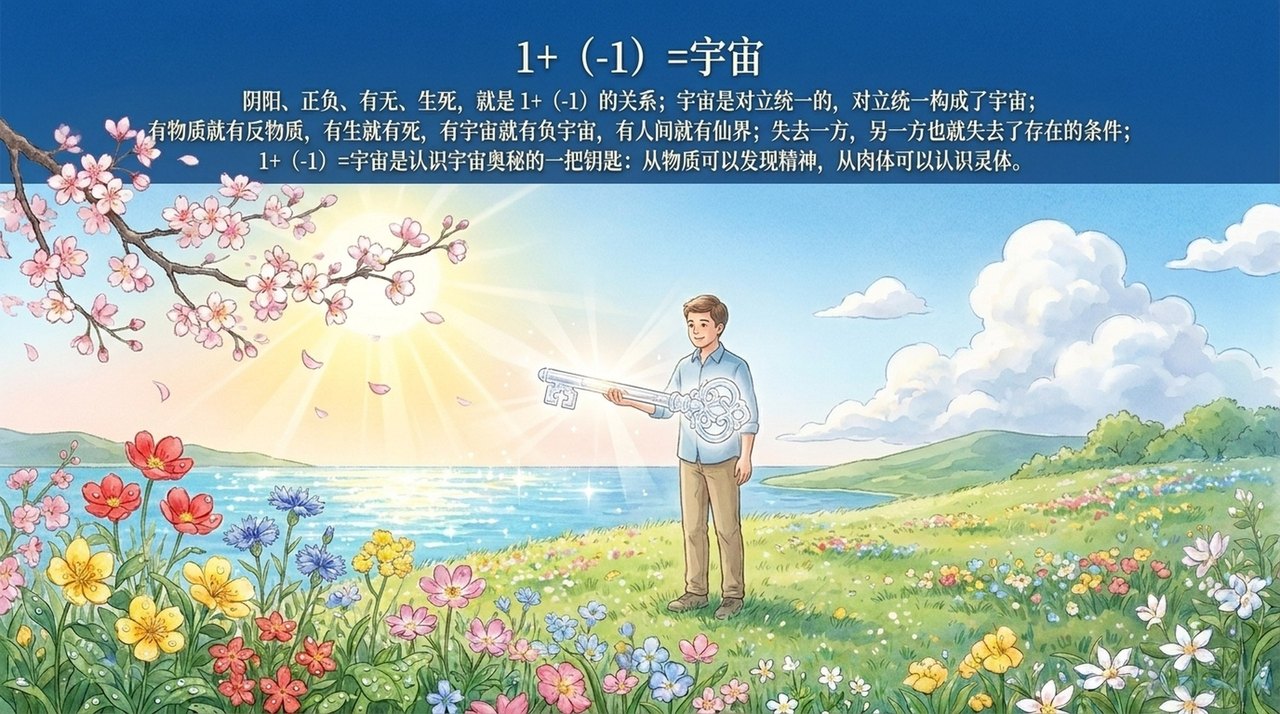 1+（-1）=宇宙
阴阳、正负、有无、生死，就是 1+（-1）的关系；宇宙是对立统一的，对立统一构成了宇宙；
有物质就有反物质，有生就有死，有宇宙就有负宇宙，有人间就有仙界；失去一方，另一方也就失去了存在的条件；
1+（-1）=宇宙是认识宇宙奥秘的一把钥匙：从物质可以发现精神，从肉体可以认识灵体。